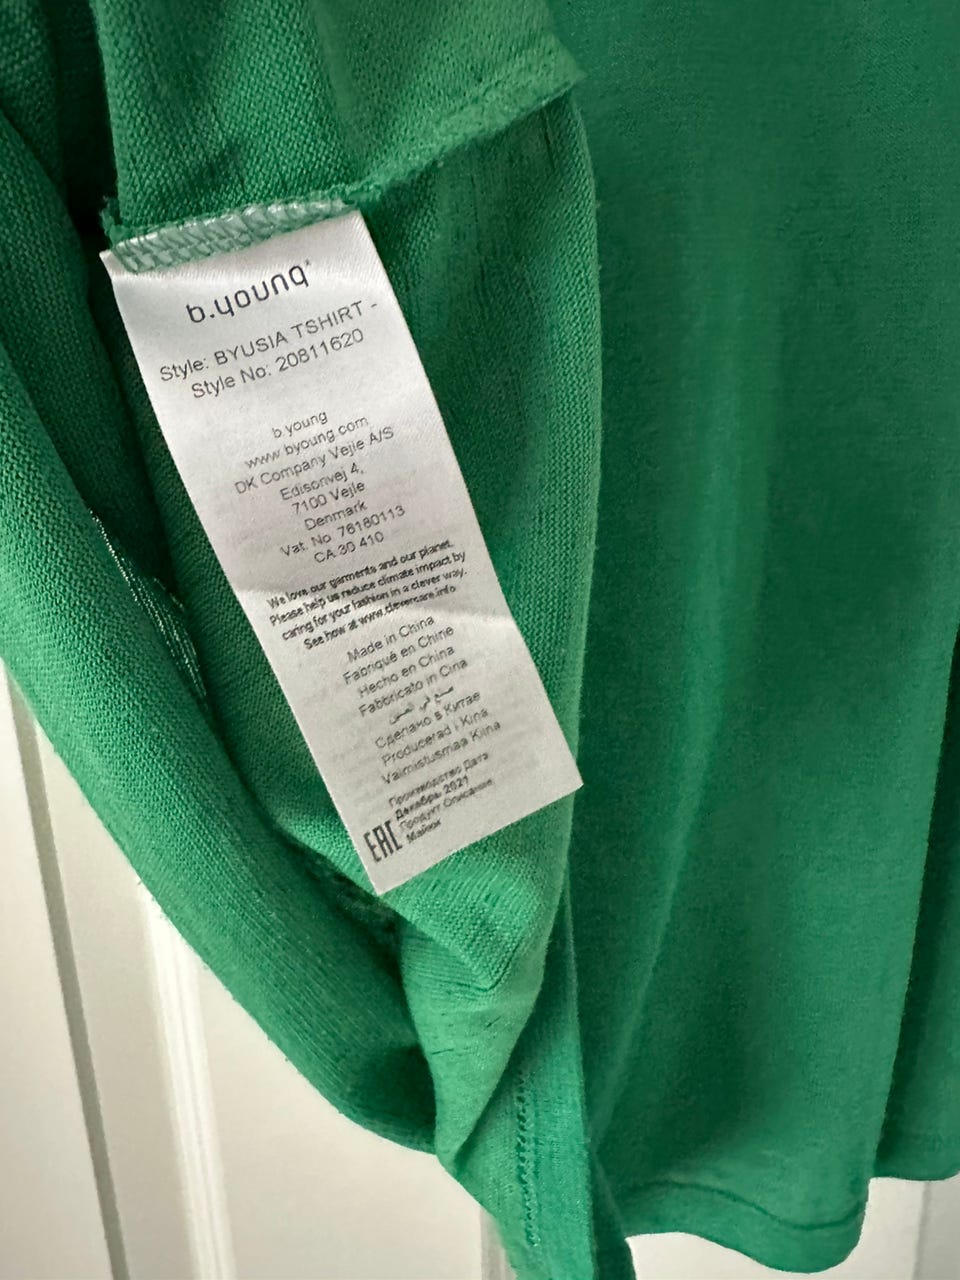 b.young®
Style: BYUSIA TSHIRT -
Style No: 20811620
b.young
www.byoung.com
DK Company Vejle A/S
Edisonvej 4,
7100 Vejle
Denmark
Vat. No 76180113
CA 30 410
We love our garments and our planet.
Please help us reduce climate impact by
caring for your fashion in a clever way.
See how at www.clevercare.info
Made in China
Fabriqué en Chine
Hecho en China
Fabbricato in Cina
صنع في الصين
Сделано в Китае
Producerad i Kina
Valmistusmaa Kiina
Производство Дата
Декабрь 2021
Продукт Описание
Майка
EAC